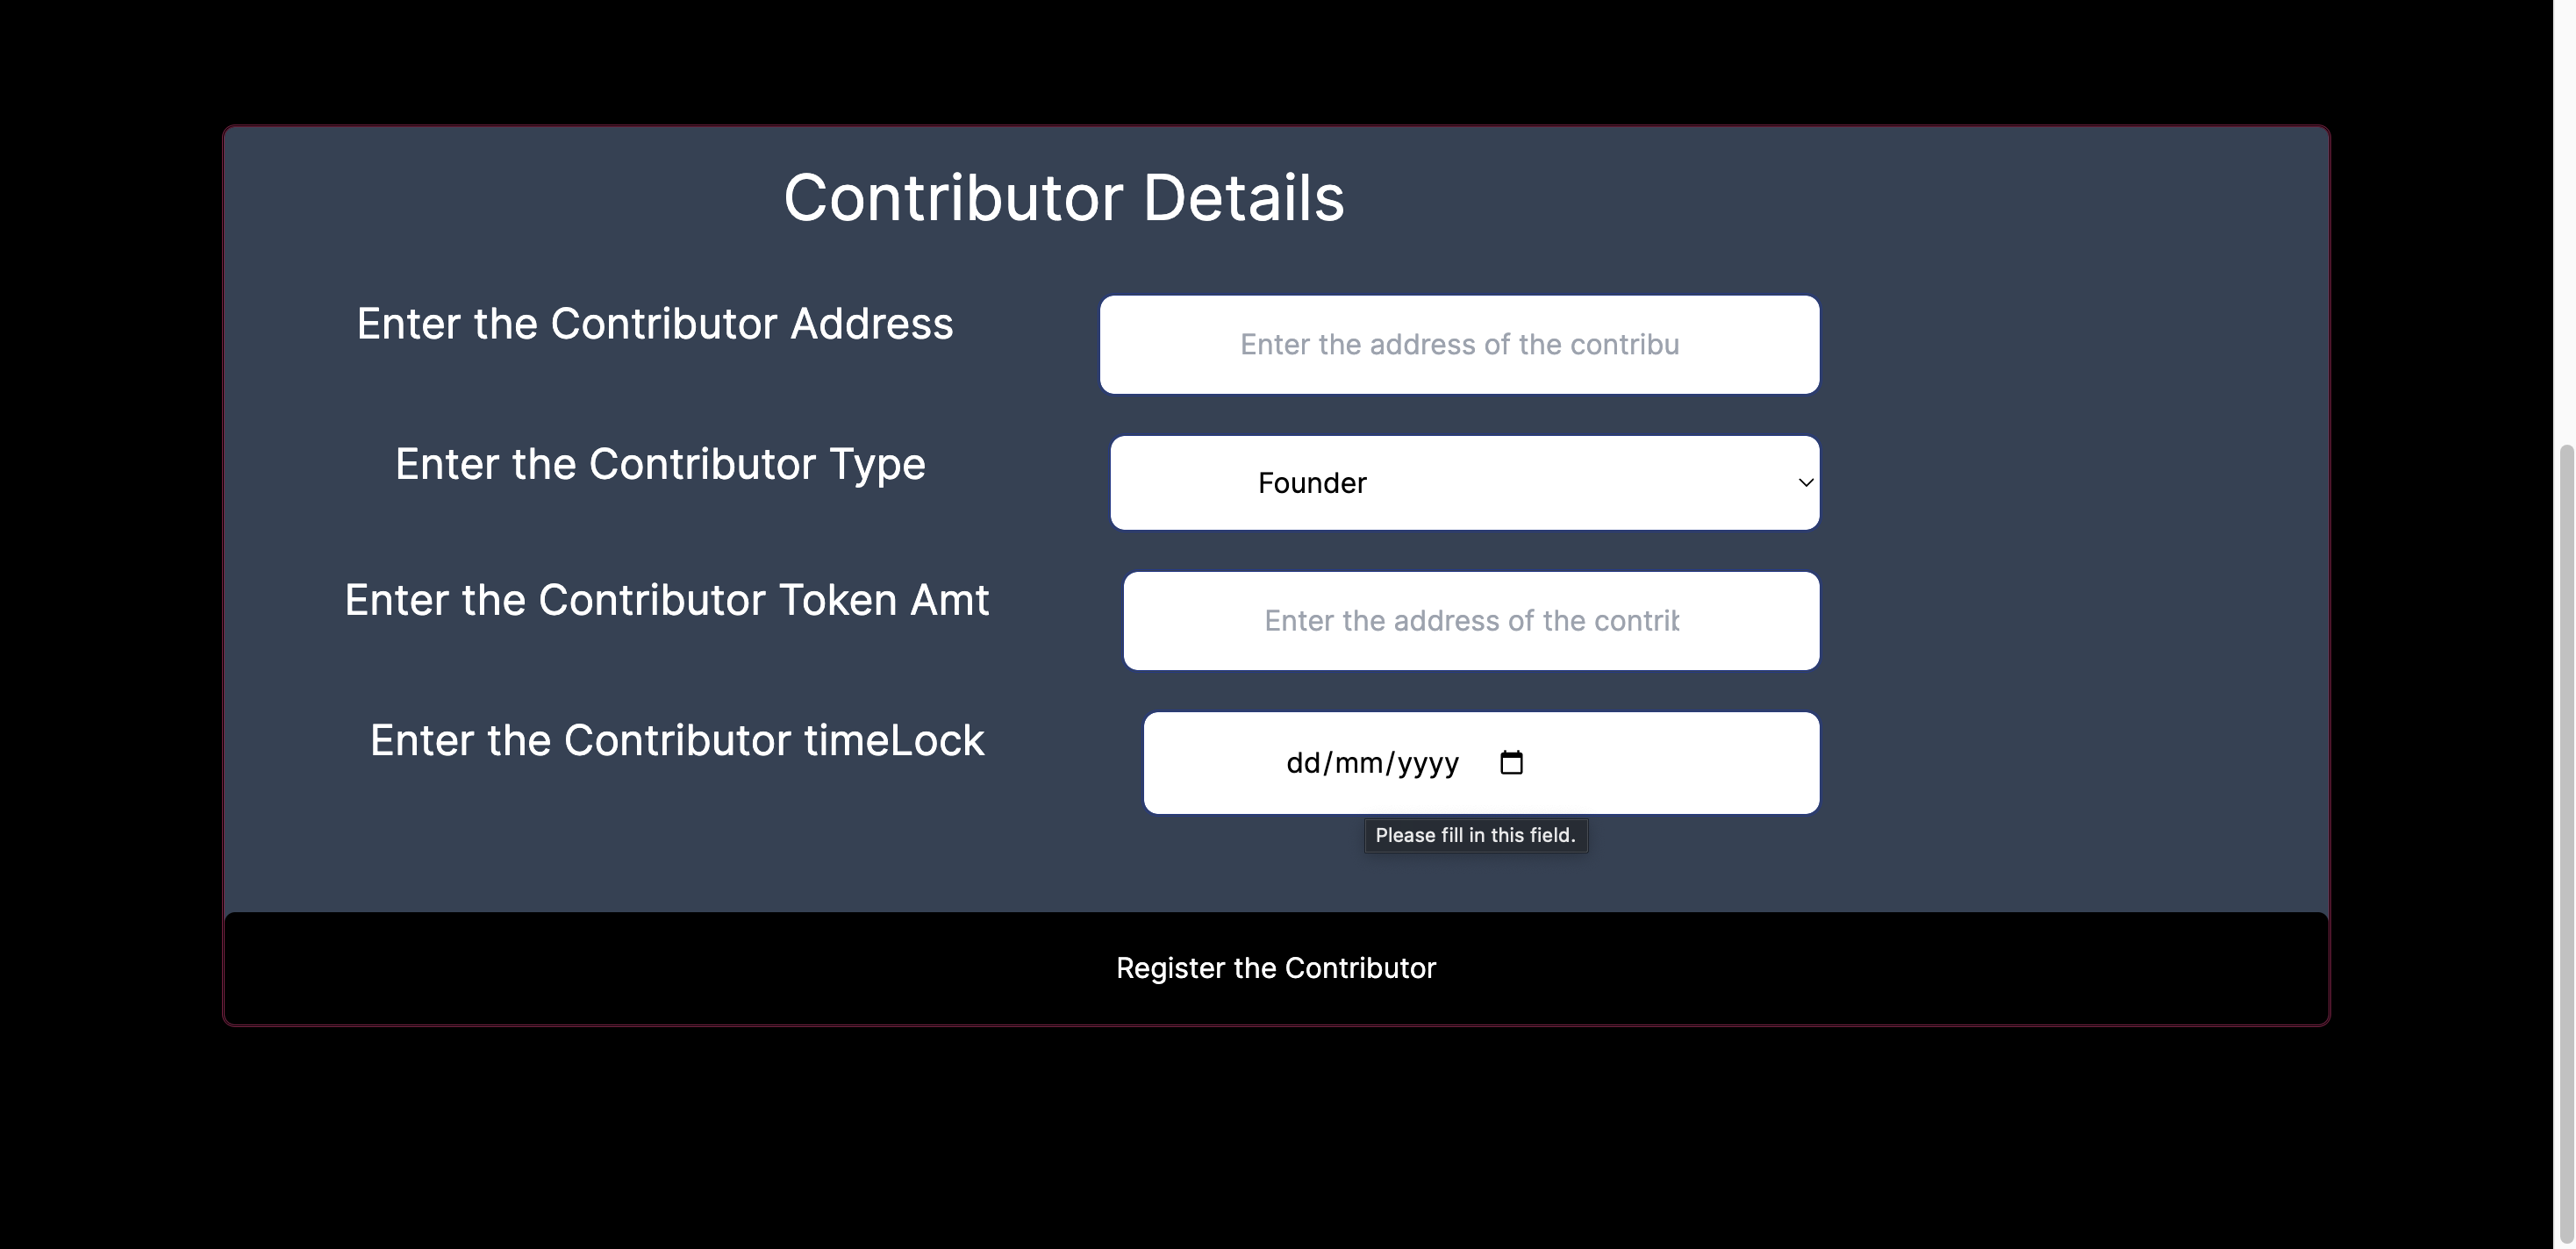 Contributor Details
Enter the Contributor Address
Enter the address of the contribu
Enter the Contributor Type
Founder
Enter the Contributor Token Amt
Enter the address of the contrib
Enter the Contributor timeLock
dd/mm/yyyy
Please fill in this field.
Register the Contributor